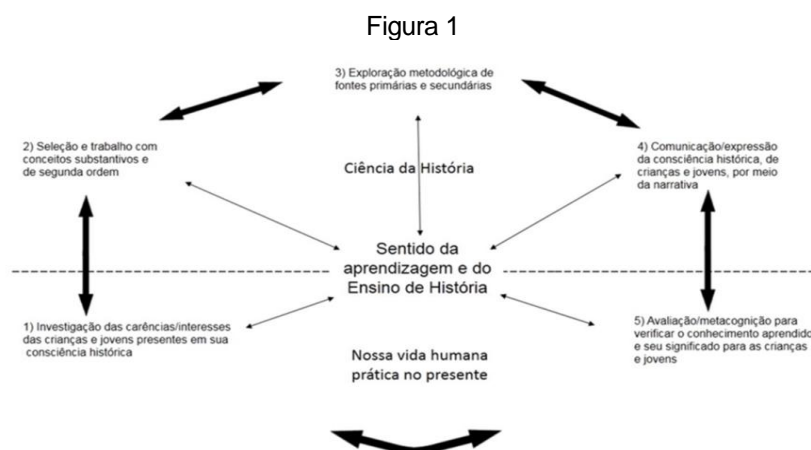 Figura 1
3) Exploração metodológica de
fontes primárias e secundárias
2) Seleção e trabalho com
conceitos substantivos e
de segunda ordem
4) Comunicação/expressão
da consciência histórica, de
crianças e jovens, por meio
da narrativa
Ciência da História
Sentido da
aprendizagem e do
Ensino de História
1) Investigação das carências/interesses
das crianças e jovens presentes em sua
consciência histórica
5) Avaliação/metacognição para
verificar o conhecimento aprendido
e seu significado para as crianças
e jovens
Nossa vida humana
prática no presente